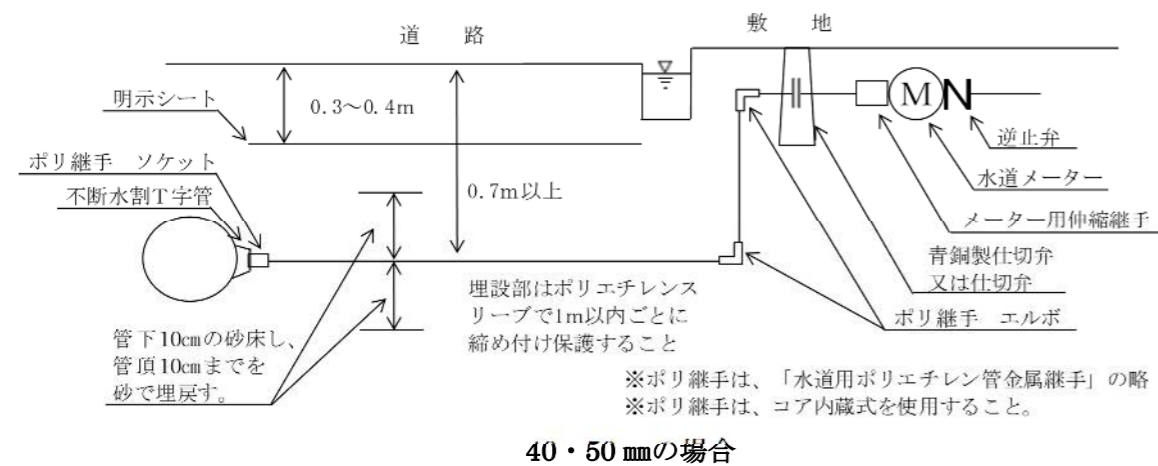 敷　地
道　路
明示シート
0.3～0.4m
M
N
逆止弁
ポリ継手　ソケット
不断水割T字管
0.7m以上
水道メーター
メーター用伸縮継手
青銅製仕切弁
又は仕切弁
埋設部はポリエチレンス
リーブで1m以内ごとに
締め付け保護すること
ポリ継手　エルボ
管下10㎝の砂床し、
管頂10㎝までを
砂で埋戻す。
※ポリ継手は、「水道用ポリエチレン管金属継手」の略
※ポリ継手は、コア内蔵式を使用すること。
40・50㎜の場合